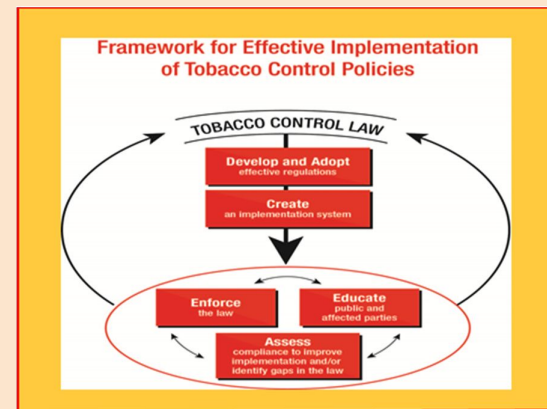 Framework for Effective Implementation
of Tobacco Control Policies
TOBACCO CONTROL LAW
Develop and Adopt
effective regulations
Create
an implementation system
Enforce
the law
Educate
public and
affected parties
Assess
compliance to improve
implementation and/or
identify gaps in the law